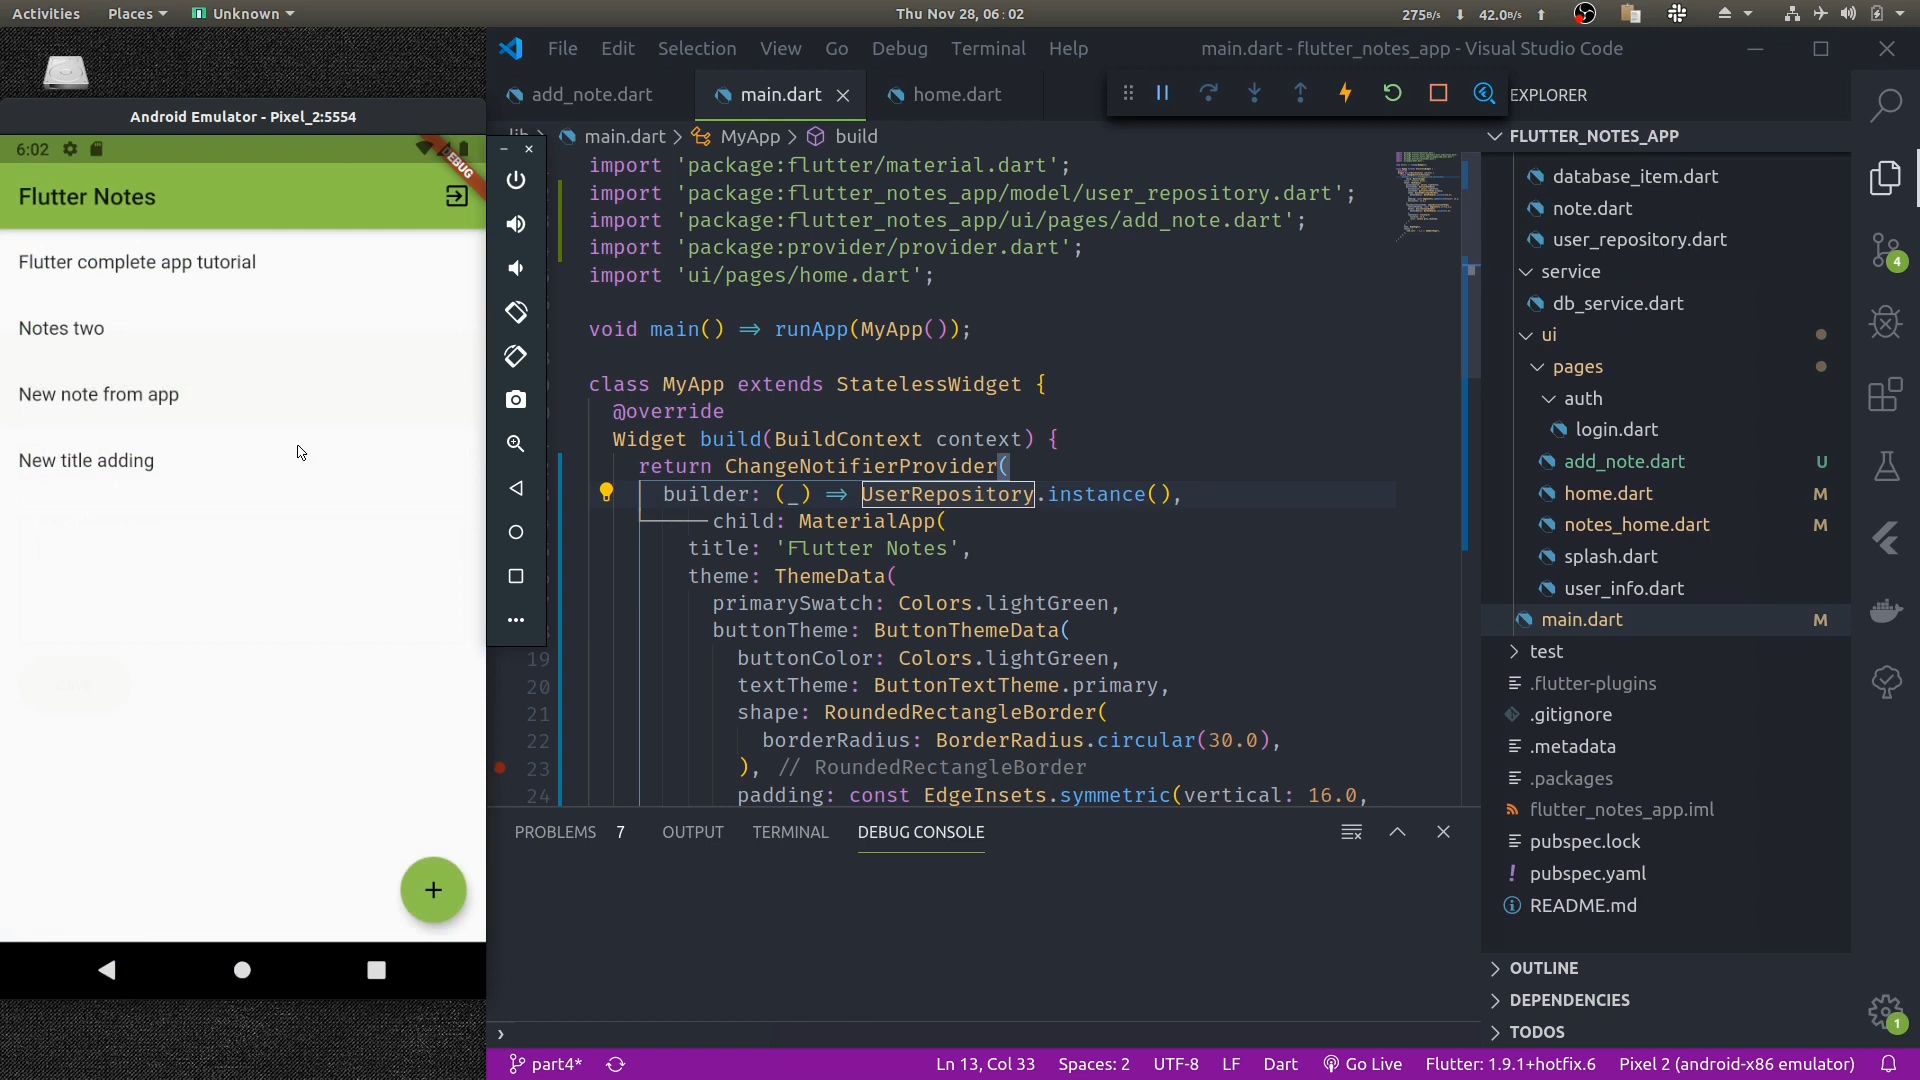 Activities Places Unknown Thu Nov 28, 06:02 275B/s 42.0B/s
File Edit Selection View Go Debug Terminal Help main.dart - flutter_notes_app - Visual Studio Code
Android Emulator - Pixel_2:5554
6:02
DEBUG
Flutter Notes
Flutter complete app tutorial
Notes two
New note from app
New title adding
+
add_note.dart main.dart home.dart
main.dart > MyApp > build
import 'package:flutter/material.dart';
import 'package:flutter_notes_app/model/user_repository.dart';
import 'package:flutter_notes_app/ui/pages/add_note.dart';
import 'package:provider/provider.dart';
import 'ui/pages/home.dart';
void main() => runApp(MyApp());
class MyApp extends StatelessWidget {
@override
Widget build(BuildContext context) {
return ChangeNotifierProvider(
builder: (_) => UserRepository.instance(),
child: MaterialApp(
title: 'Flutter Notes',
theme: ThemeData(
primarySwatch: Colors.lightGreen,
buttonTheme: ButtonThemeData(
19 buttonColor: Colors.lightGreen,
20 textTheme: ButtonTextTheme.primary,
21 shape: RoundedRectangleBorder(
22 borderRadius: BorderRadius.circular(30.0),
23 ), // RoundedRectangleBorder
24 padding: const EdgeInsets.symmetric(vertical: 16.0,
PROBLEMS 7 OUTPUT TERMINAL DEBUG CONSOLE
EXPLORER
FLUTTER_NOTES_APP
database_item.dart
note.dart
user_repository.dart
service
db_service.dart
ui
pages
auth
login.dart
add_note.dart U
home.dart M
notes_home.dart M
splash.dart
user_info.dart
main.dart M
test
.flutter-plugins
.gitignore
.metadata
.packages
flutter_notes_app.iml
pubspec.lock
pubspec.yaml
README.md
OUTLINE
DEPENDENCIES
TODOS
4
1
part4* Ln 13, Col 33 Spaces: 2 UTF-8 LF Dart Go Live Flutter: 1.9.1+hotfix.6 Pixel 2 (android-x86 emulator)